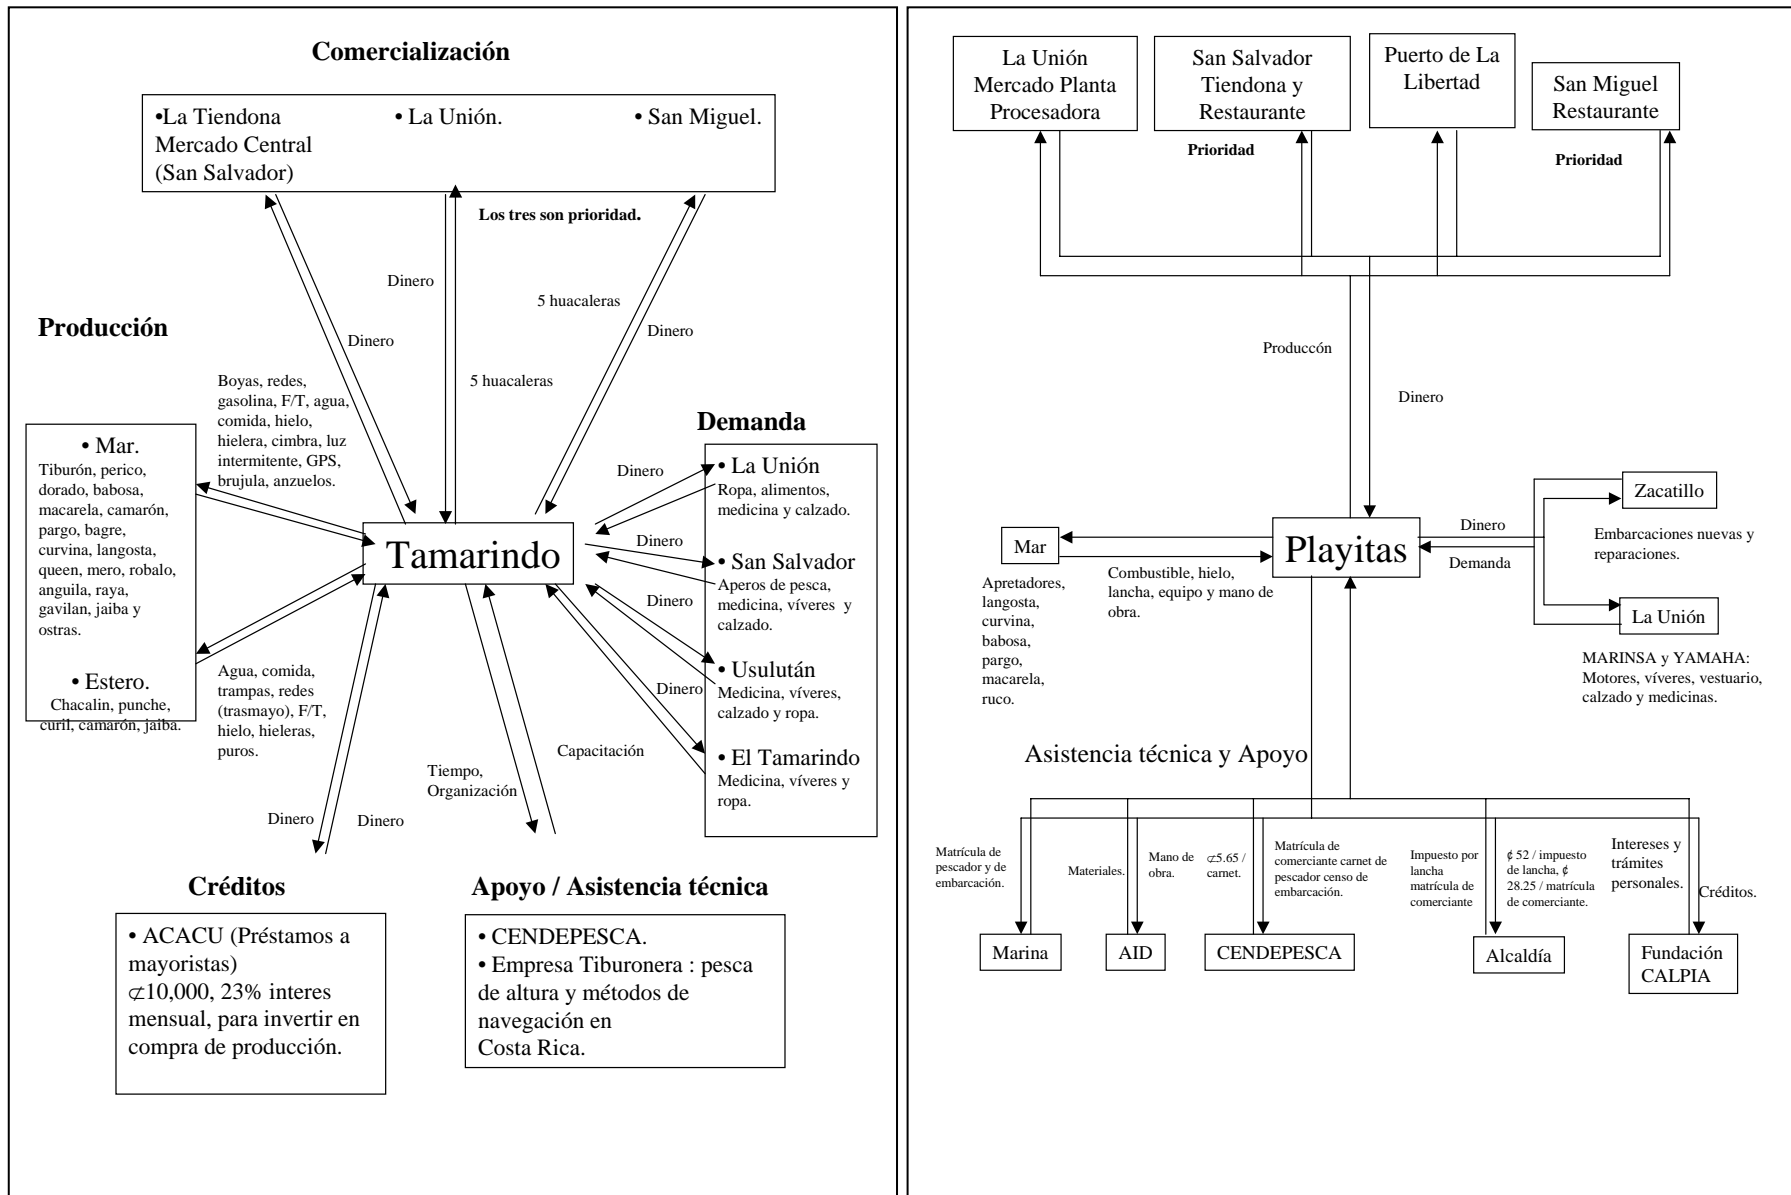 Comercialización
•La Tiendona
Mercado Central
(San Salvador)
• La Unión.
• San Miguel.
Los tres son prioridad.
Dinero
5 huacaleras
Dinero
Dinero
5 huacaleras
Producción
Boyas, redes,
gasolina, F/T, agua,
comida, hielo,
hielera, cimbra, luz
intermitente, GPS,
brujula, anzuelos.
• Mar.
Tiburón, perico,
dorado, babosa,
macarela, camarón,
pargo, bagre,
curvina, langosta,
queen, mero, robalo,
anguila, raya,
gavilan, jaiba y
ostras.
• Estero.
Chacalin, punche,
curil, camarón, jaiba.
Agua, comida,
trampas, redes
(trasmayo), F/T,
hielo, hieleras,
puros.
Tamarindo
Demanda
Dinero
Dinero
Dinero
Dinero
• La Unión
Ropa, alimentos,
medicina y calzado.
• San Salvador
Aperos de pesca,
medicina, víveres y
calzado.
• Usulután
Medicina, víveres,
calzado y ropa.
• El Tamarindo
Medicina, víveres y
ropa.
Capacitación
Tiempo,
Organización
Dinero
Dinero
Créditos
• ACACU (Préstamos a
mayoristas)
₡10,000, 23% interes
mensual, para invertir en
compra de producción.
Apoyo / Asistencia técnica
• CENDEPESCA.
• Empresa Tiburonera : pesca
de altura y métodos de
navegación en
Costa Rica.
La Unión
Mercado Planta
Procesadora
San Salvador
Tiendona y
Restaurante
Puerto de La
Libertad
San Miguel
Restaurante
Prioridad
Prioridad
Produccón
Dinero
Mar
Apretadores,
langosta,
curvina,
babosa,
pargo,
macarela,
ruco.
Combustible, hielo,
lancha, equipo y mano de
obra.
Playitas
Dinero
Demanda
Zacatillo
Embarcaciones nuevas y
reparaciones.
La Unión
MARINSA y YAMAHA:
Motores, víveres, vestuario,
calzado y medicinas.
Asistencia técnica y Apoyo
Matrícula de
pescador y de
embarcación.
Materiales.
Mano de
obra.
₡5.65 /
carnet.
Matrícula de
comerciante carnet de
pescador censo de
embarcación.
Impuesto por
lancha
matrícula de
comerciante
¢ 52 / impuesto
de lancha, ¢
28.25 / matrícula
de comerciante.
Intereses y
trámites
personales.
Créditos.
Marina
AID
CENDEPESCA
Alcaldía
Fundación
CALPIA